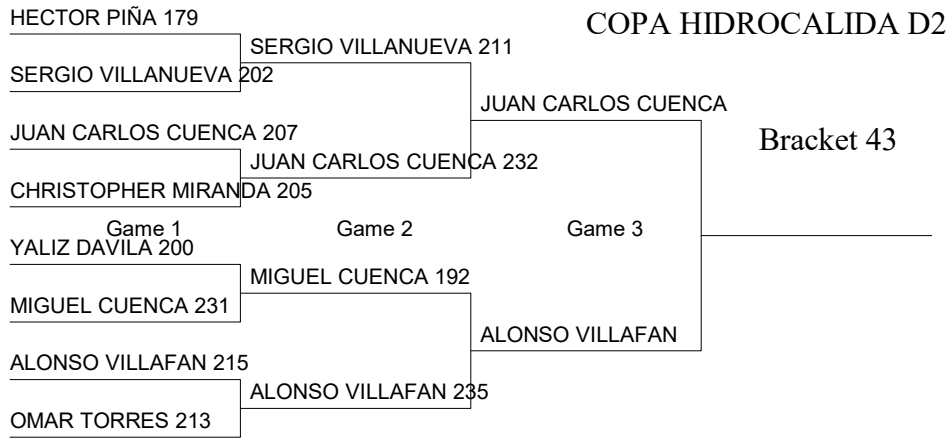 HECTOR PIÑA 179
COPA HIDROCALIDA D2
SERGIO VILLANUEVA 211
SERGIO VILLANUEVA 202
JUAN CARLOS CUENCA
JUAN CARLOS CUENCA 207
Bracket 43
JUAN CARLOS CUENCA 232
CHRISTOPHER MIRANDA 205
Game 1
Game 2
Game 3
YALIZ DAVILA 200
MIGUEL CUENCA 192
MIGUEL CUENCA 231
ALONSO VILLAFAN
ALONSO VILLAFAN 215
ALONSO VILLAFAN 235
OMAR TORRES 213